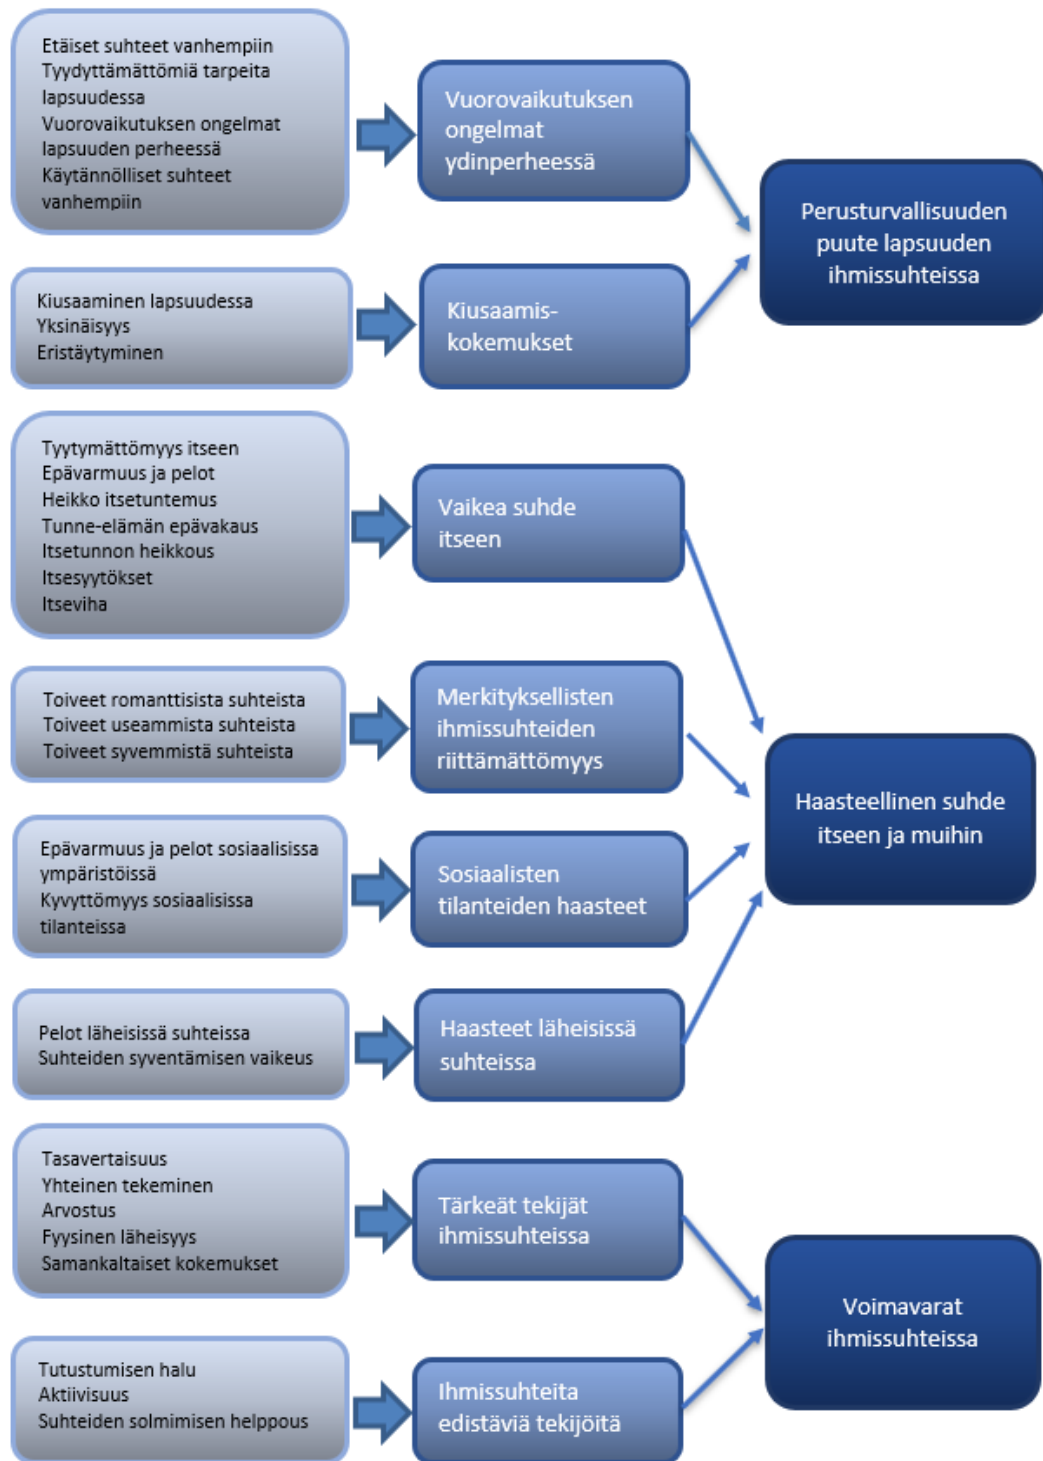 Etäiset suhteet vanhempiin
Tyydyttämättömiä tarpeita
lapsuudessa
Vuorovaikutuksen ongelmat
lapsuuden perheessä
Käytännölliset suhteet
vanhempiin
Vuorovaikutuksen
ongelmat
ydinperheessä
Perusturvallisuuden
puute lapsuuden
ihmissuhteissa
Kiusaaminen lapsuudessa
Yksinäisyys
Eristäytyminen
Kiusaamis-
kokemukset
Tyytymättömyys itseen
Epävarmuus ja pelot
Heikko itsetuntemus
Tunne-elämän epävakaus
Itsetunnon heikkous
Itsesyytökset
Itseviha
Vaikea suhde
itseen
Toiveet romanttisista suhteista
Toiveet useammista suhteista
Toiveet syvemmistä suhteista
Merkityksellisten
ihmissuhteiden
riittämättömyys
Haasteellinen suhde
itseen ja muihin
Epävarmuus ja pelot sosiaalisissa
ympäristöissä
Kyvyttömyys sosiaalisissa
tilanteissa
Sosiaalisten
tilanteiden haasteet
Pelot läheisissä suhteissa
Suhteiden syventämisen vaikeus
Haasteet läheisissä
suhteissa
Tasavertaisuus
Yhteinen tekeminen
Arvostus
Fyysinen läheisyys
Samankaltaiset kokemukset
Tärkeät tekijät
ihmissuhteissa
Voimavarat
ihmissuhteissa
Tutustumisen halu
Aktiivisuus
Suhteiden solmimisen helppous
Ihmissuhteita
edistäviä tekijöitä